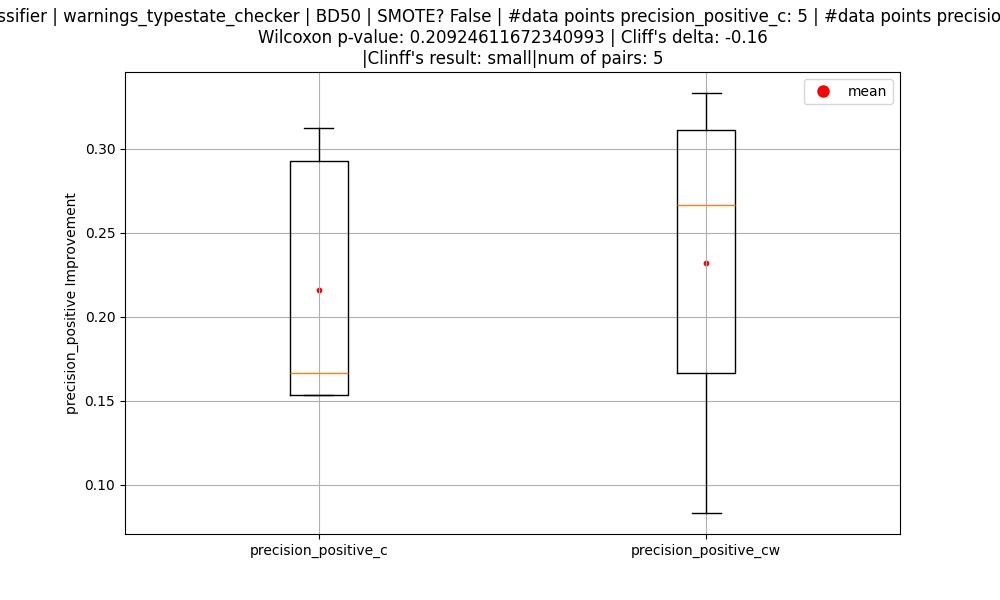 | warnings_typestate_checker | BD50 | SMOTE? False | #data points precision_positive_c: 5 | #data points
Wilcoxon p-value: 0.20924611672340993 | Cliff's delta: -0.16
|Clinff's result: small|num of pairs: 5
mean
0.30
0.25
0.20
0.15
0.10
precision_positive Improvement
precision_positive_c
precision_positive_cw